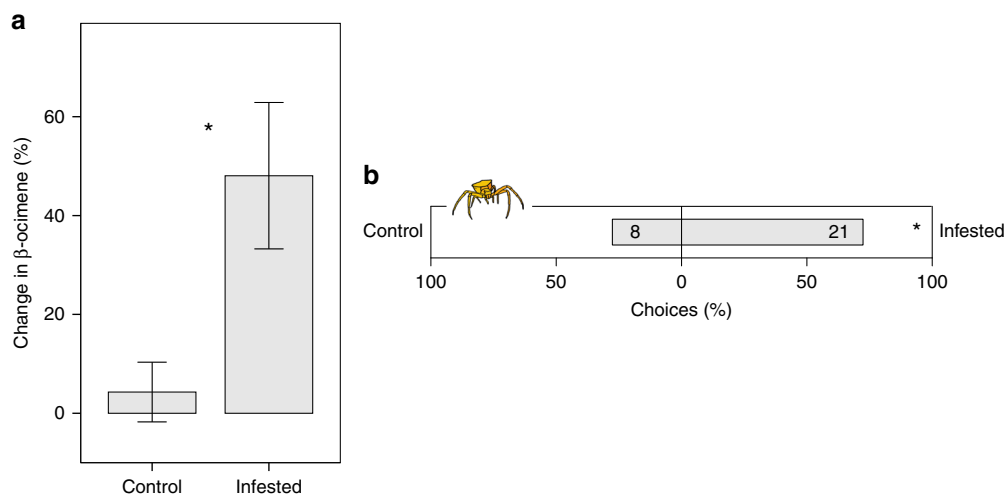 a
Change in β-ocimene (%)
60
40
20
0
*
Control Infested
b
Control 8 21 * Infested
100 50 0 50 100
Choices (%)